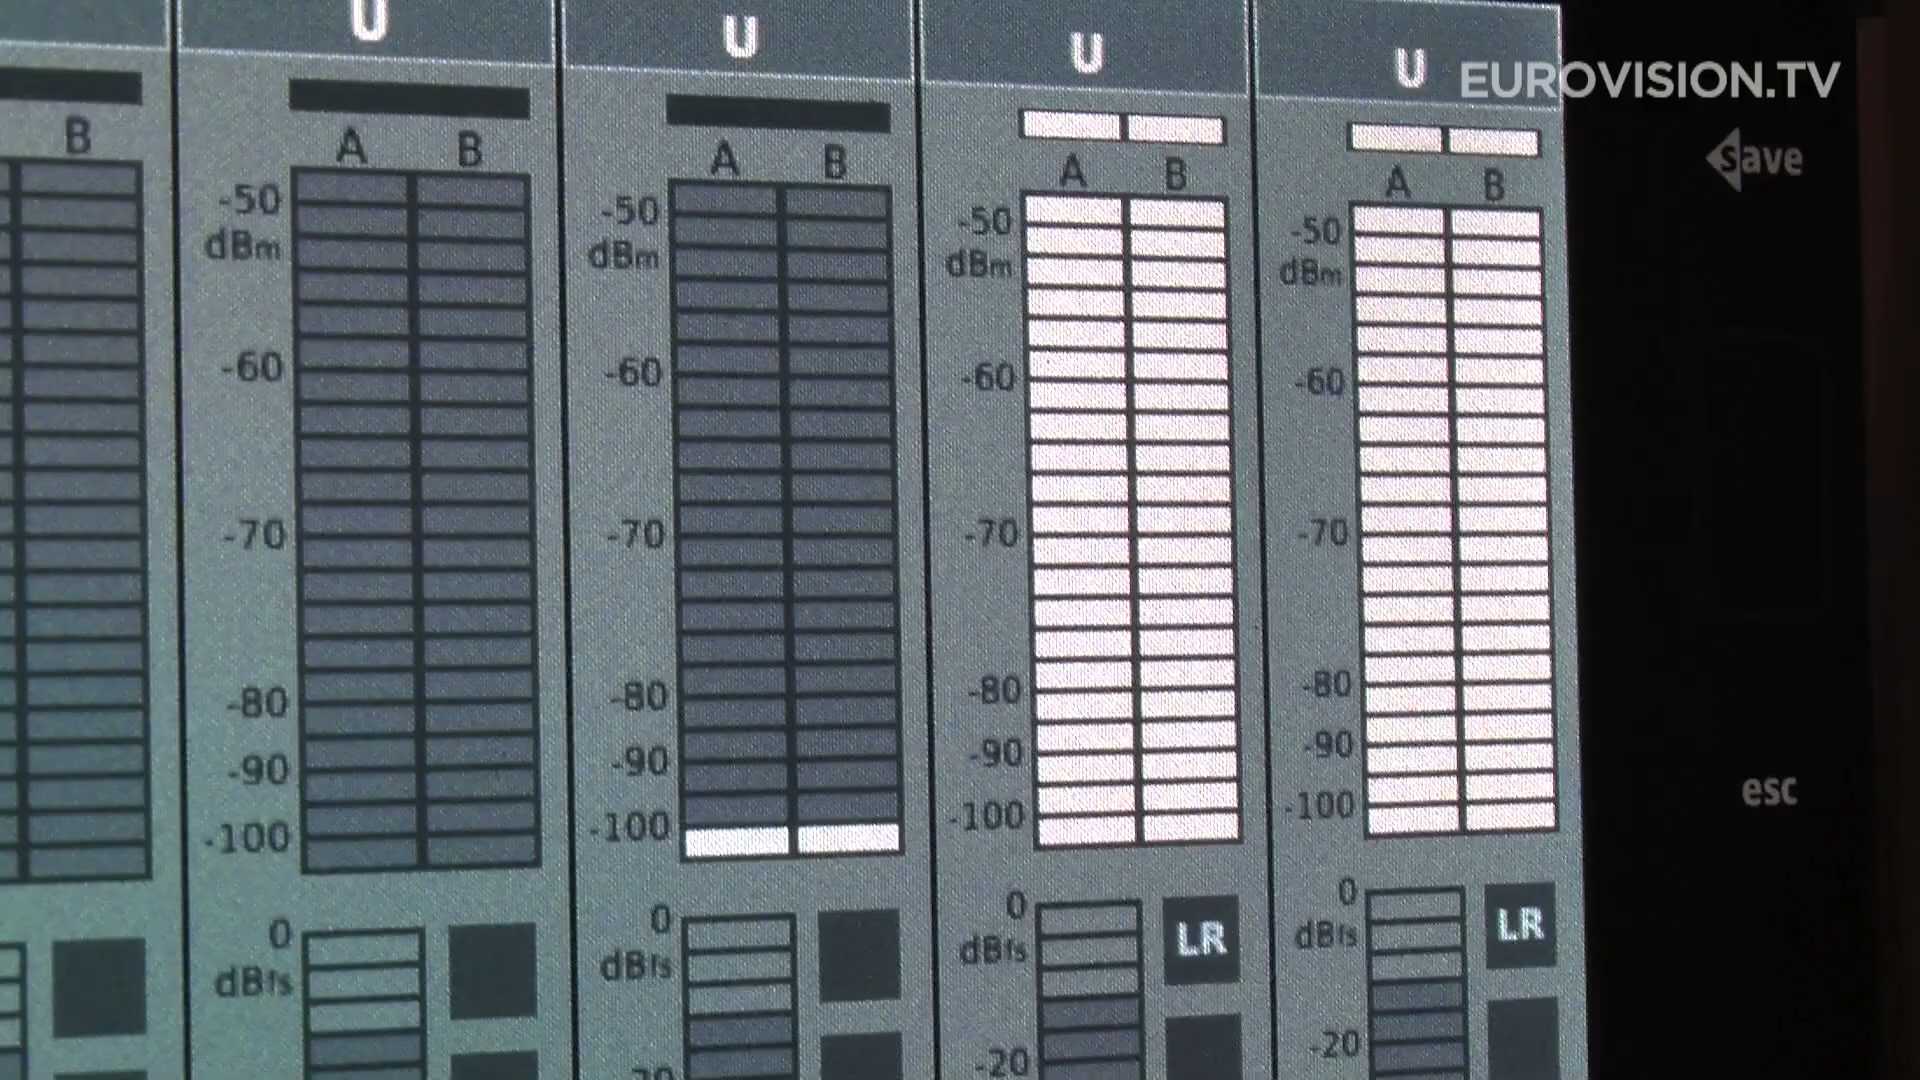 U U U U
EUROVISION.TV
B A B A B A B A B
save
-50 -50 -50 -50
dBm dBm dBm dBm
-60 -60 -60 -60
-70 -70 -70 -70
-80 -80 -80 -80
-90 -90 -90 -90
-100 -100 -100 -100
esc
0 0 0 0
LR LR
dBfs dBfs dBfs dBfs
-20 -20